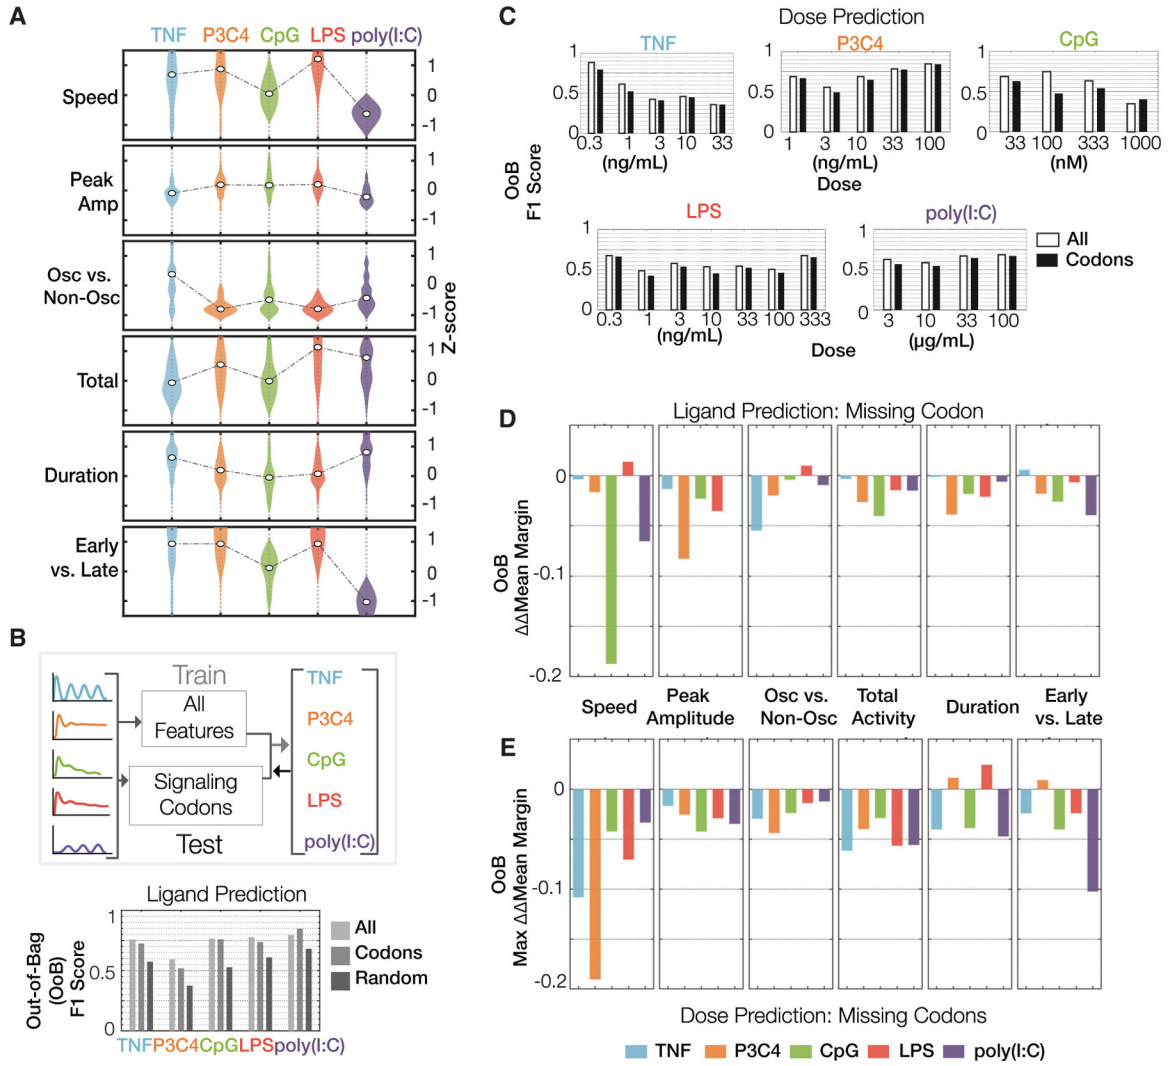 A
TNF P3C4 CpG LPS poly(I:C)
Speed
1
0
-1
Peak
Amp
1
0
-1
Osc vs.
Non-Osc
1
0
-1
Total
1
0
-1
Duration
1
0
-1
Early
vs. Late
1
0
-1
Z-score
B
Train
All
Features
Signaling
Codons
Test
TNF
P3C4
CpG
LPS
poly(I:C)
Ligand Prediction
Out-of-Bag
(OoB)
F1 Score
1
0.5
0
TNF P3C4 CpG LPS poly(I:C)
All
Codons
Random
C
Dose Prediction
TNF
1
0.5
0
0.3 1 3 10 33
(ng/mL)
P3C4
1
0.5
0
1 3 10 33 100
(ng/mL)
CpG
1
0.5
0
33 100 333 1000
(nM)
OoB
F1 Score
Dose
LPS
1
0.5
0
0.3 1 3 10 33 100 333
(ng/mL)
poly(I:C)
1
0.5
0
3 10 33 100
(µg/mL)
Dose
All
Codons
D
Ligand Prediction: Missing Codon
OoB
ΔΔMean Margin
0
-0.1
-0.2
Speed
Peak
Amplitude
Osc vs.
Non-Osc
Total
Activity
Duration
Early
vs. Late
E
OoB
Max ΔΔMean Margin
0
-0.1
-0.2
Dose Prediction: Missing Codons
TNF P3C4 CpG LPS poly(I:C)